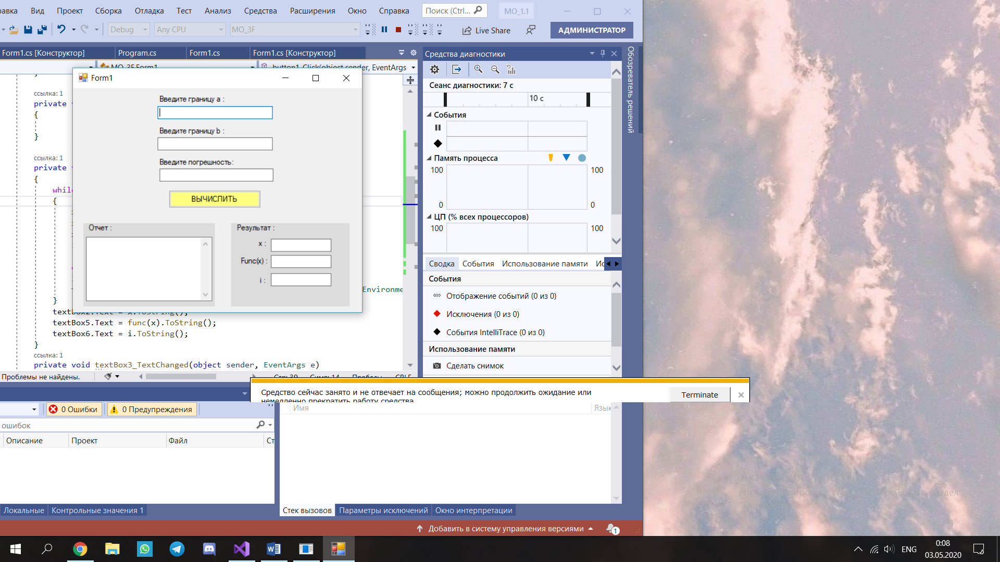 равка Вид Проект Сборка Отладка Тест Анализ Средства Расширения Окно Справка Поиск (Ctrl... MO_1.1
Debug Any CPU MO_3F Live Share АДМИНИСТРАТОР
Form1.cs [Конструктор] Program.cs Form1.cs Form1.cs [Конструктор]
MO_3F.Form1 button1_Click(object sender, EventArgs
Form1
Введите границу a :
Введите границу b :
Введите погрешность:
ВЫЧИСЛИТЬ
Отчет :
Результат :
x :
Func(x) :
i :
ссылка: 1
private v
{
}
ссылка: 1
private v
{
whil
{
Environme
}
textBox2.Text = x.ToString();
textBox5.Text = func(x).ToString();
textBox6.Text = i.ToString();
}
ссылка: 1
private void textBox3_TextChanged(object sender, EventArgs e)
Проблемы не найдены. Стр: 39 Симв: 14 Пробелы CRLF
Средства диагностики
Сеанс диагностики: 7 с
10 с
События
Память процесса
100 100
0 0
ЦП (% всех процессоров)
100 100
Сводка События Использование памяти Ис
События
Отображение событий (0 из 0)
Исключения (0 из 0)
События IntelliTrace (0 из 0)
Использование памяти
Сделать снимок
Обозреватель решений
Средство сейчас занято и не отвечает на сообщения; можно продолжить ожидание или
немедленно прекратить работу средства.
Terminate
0 Ошибки 0 Предупреждения
ошибок
Описание Проект Файл Ст
Имя Язык
Локальные Контрольные значения 1
Стек вызовов Параметры исключений Окно интерпретации
Добавить в систему управления версиями 1
ENG
0:08
03.05.2020